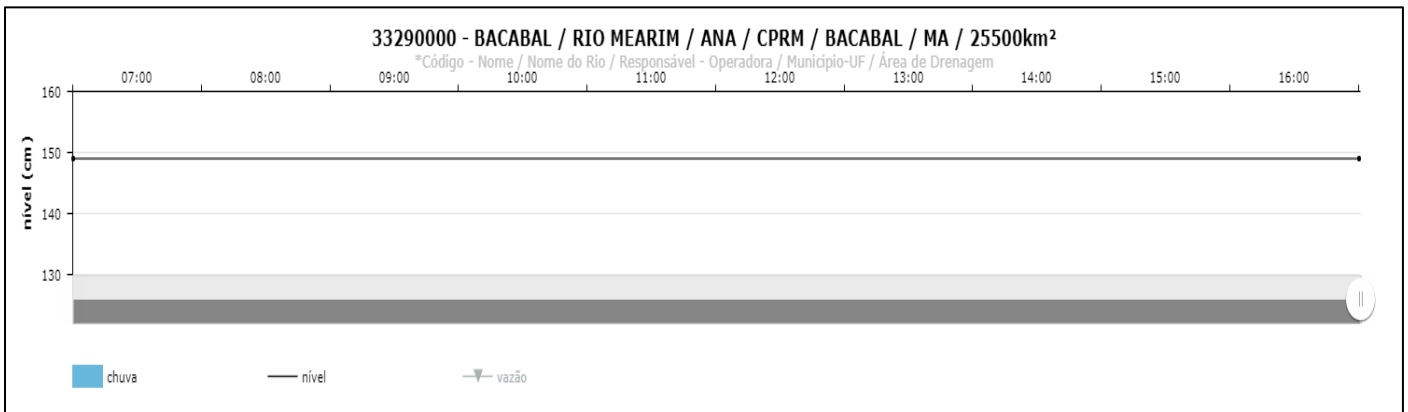 33290000 - BACABAL / RIO MEARIM / ANA / CPRM / BACABAL / MA / 25500km²
*Código - Nome / Nome do Rio / Responsável - Operadora / Municipio-UF / Área de Drenagem
07:00 08:00 09:00 10:00 11:00 12:00 13:00 14:00 15:00 16:00
160
150
140
130
nível (cm)
chuva nível vazão